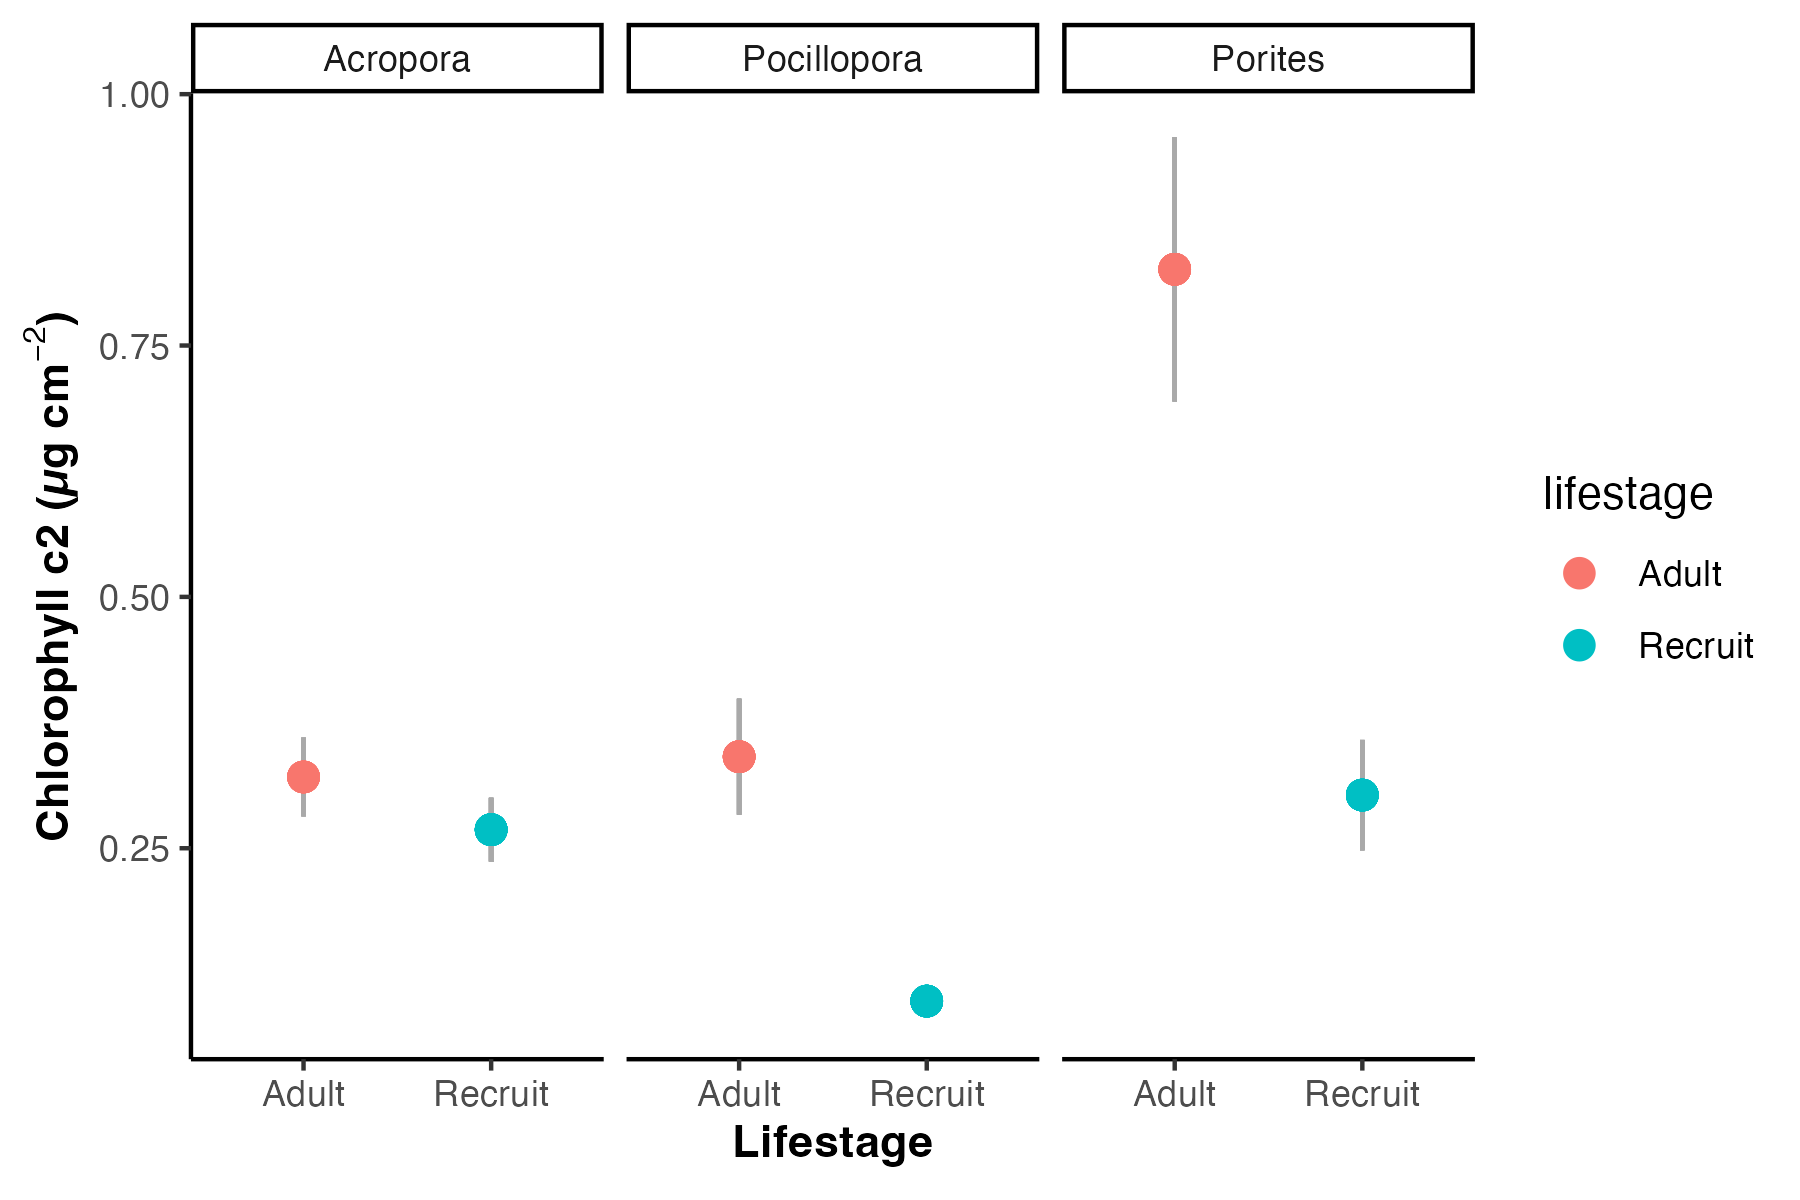 Acropora
Pocillopora
Porites
1.00
0.75
0.50
0.25
Chlorophyll c2 (µg cm⁻²)
Adult
Recruit
Adult
Recruit
Adult
Recruit
Lifestage
lifestage
Adult
Recruit